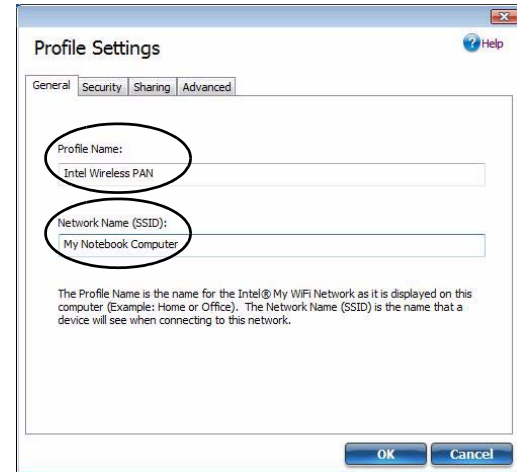 Profile Settings
Help
General Security Sharing Advanced
Profile Name:
Intel Wireless PAN
Network Name (SSID):
My Notebook Computer
The Profile Name is the name for the Intel® My WiFi Network as it is displayed on this
computer (Example: Home or Office). The Network Name (SSID) is the name that a
device will see when connecting to this network.
OK Cancel